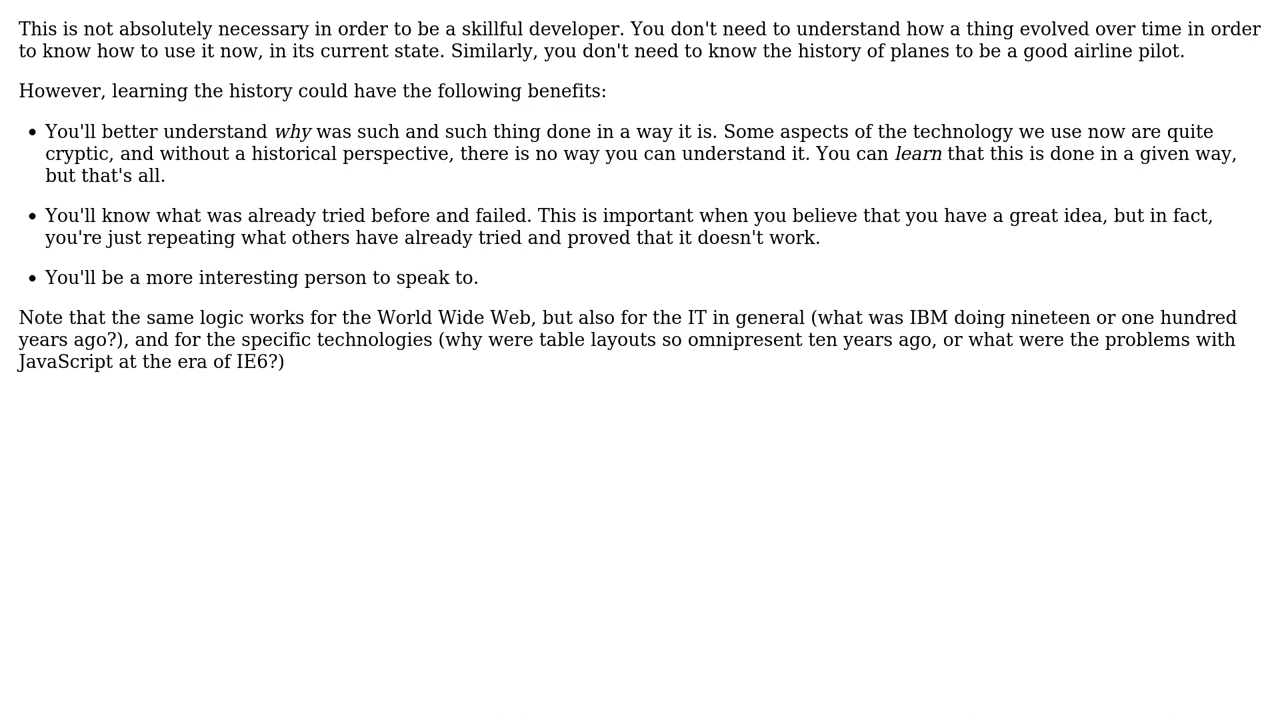 This is not absolutely necessary in order to be a skillful developer. You don't need to understand how a thing evolved over time in order
to know how to use it now, in its current state. Similarly, you don't need to know the history of planes to be a good airline pilot.
However, learning the history could have the following benefits:
• You'll better understand why was such and such thing done in a way it is. Some aspects of the technology we use now are quite
cryptic, and without a historical perspective, there is no way you can understand it. You can learn that this is done in a given way,
but that's all.
• You'll know what was already tried before and failed. This is important when you believe that you have a great idea, but in fact,
you're just repeating what others have already tried and proved that it doesn't work.
• You'll be a more interesting person to speak to.
Note that the same logic works for the World Wide Web, but also for the IT in general (what was IBM doing nineteen or one hundred
years ago?), and for the specific technologies (why were table layouts so omnipresent ten years ago, or what were the problems with
JavaScript at the era of IE6?)